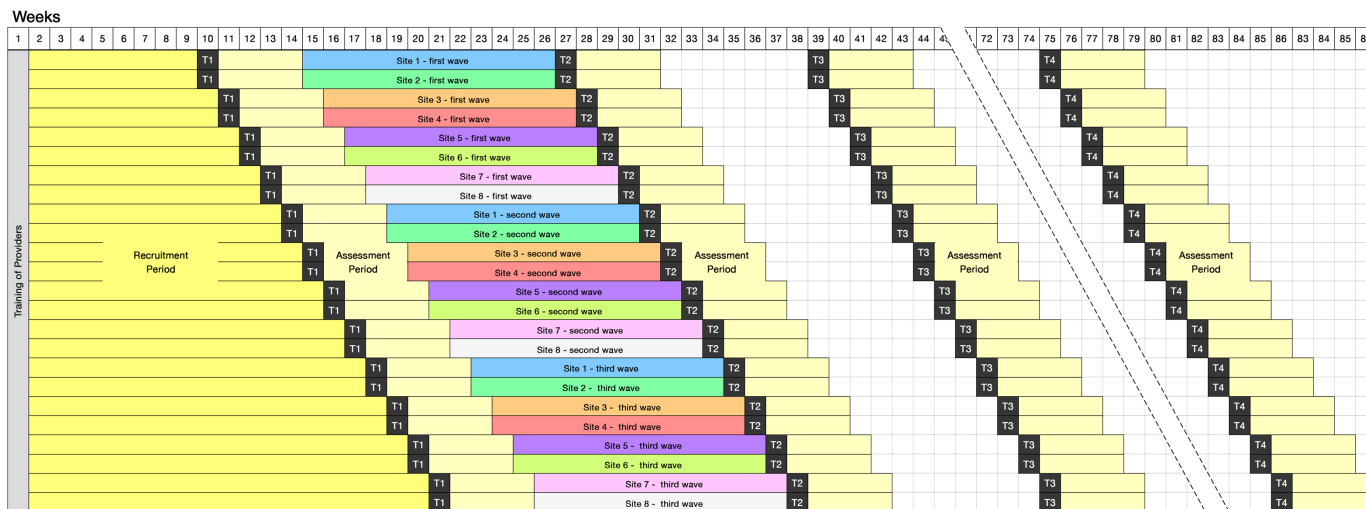 Weeks
1 2 3 4 5 6 7 8 9 10 11 12 13 14 15 16 17 18 19 20 21 22 23 24 25 26 27 28 29 30 31 32 33 34 35 36 37 38 39 40 41 42 43 44 72 73 74 75 76 77 78 79 80 81 82 83 84 85 86 87 84 85 8
T1 Site 1 - first wave T2 T3 T4
T1 Site 2 - first wave T2 T3 T4
T1 Site 3 - first wave T2 T3 T4
T1 Site 4 - first wave T2 T3 T4
T1 Site 5 - first wave T2 T3 T4
T1 Site 6 - first wave T2 T3 T4
T1 Site 7 - first wave T2 T3 T4
T1 Site 8 - first wave T2 T3 T4
T1 Site 1 - second wave T2 T3 T4
T1 Site 2 - second wave T2 T3 T4
T1 Site 3 - second wave T2 T3 T4
Recruitment Assessment Assessment Assessment Assessment
Period Period Period Period Period
T1 Site 4 - second wave T2 T3 T4
T1 Site 5 - second wave T2 T3 T4
T1 Site 6 - second wave T2 T3 T4
T1 Site 7 - second wave T2 T3 T4
T1 Site 8 - second wave T2 T3 T4
T1 Site 1 - third wave T2 T3 T4
T1 Site 2 - third wave T2 T3 T4
T1 Site 3 - third wave T2 T3 T4
T1 Site 4 - third wave T2 T3 T4
T1 Site 5 - third wave T2 T3 T4
T1 Site 6 - third wave T2 T3 T4
T1 Site 7 - third wave T2 T3 T4
T1 Site 8 - third wave T2 T3 T4
Training of Providers